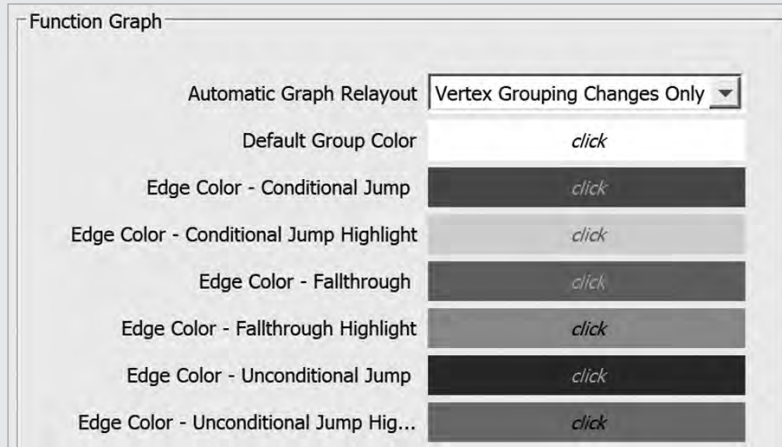 Function Graph
Automatic Graph Relayout Vertex Grouping Changes Only
Default Group Color click
Edge Color - Conditional Jump click
Edge Color - Conditional Jump Highlight click
Edge Color - Fallthrough click
Edge Color - Fallthrough Highlight click
Edge Color - Unconditional Jump click
Edge Color - Unconditional Jump Hig... click